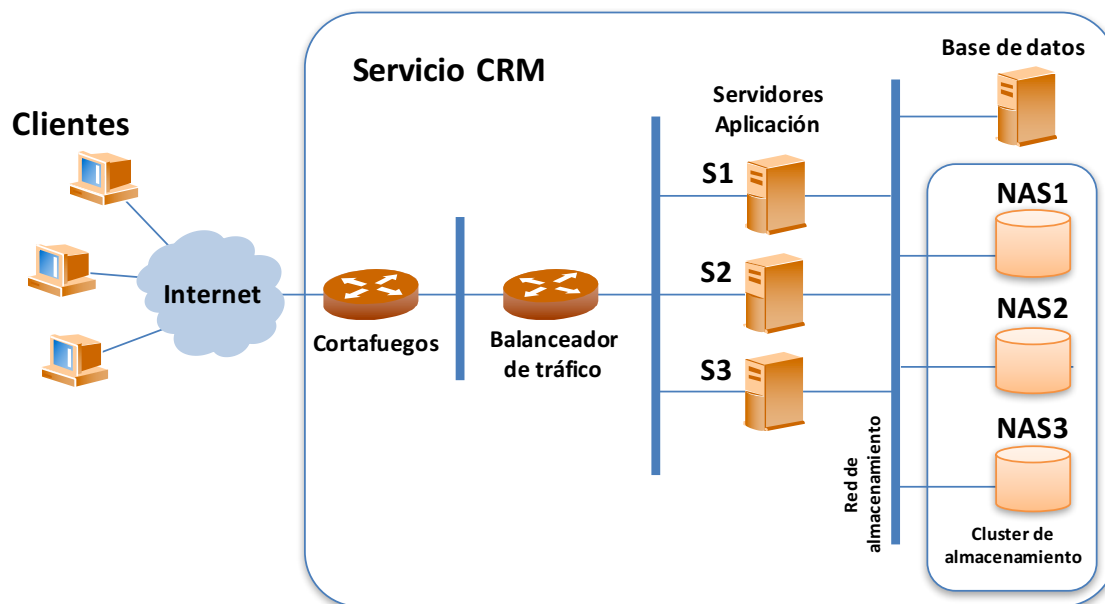 Servicio CRM
Clientes
Internet
Cortafuegos
Balanceador
de tráfico
Servidores
Aplicación
S1
S2
S3
Red de
almacenamiento
Base de datos
NAS1
NAS2
NAS3
Cluster de
almacenamiento